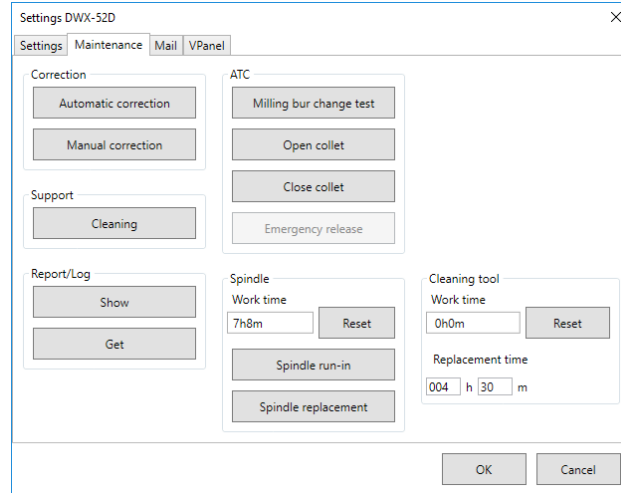 Settings DWX-52D
Settings Maintenance Mail VPanel
Correction
Automatic correction
Manual correction
Support
Cleaning
Report/Log
Show
Get
ATC
Milling bur change test
Open collet
Close collet
Emergency release
Spindle
Work time
7h8m Reset
Spindle run-in
Spindle replacement
Cleaning tool
Work time
0h0m Reset
Replacement time
004 h 30 m
OK Cancel